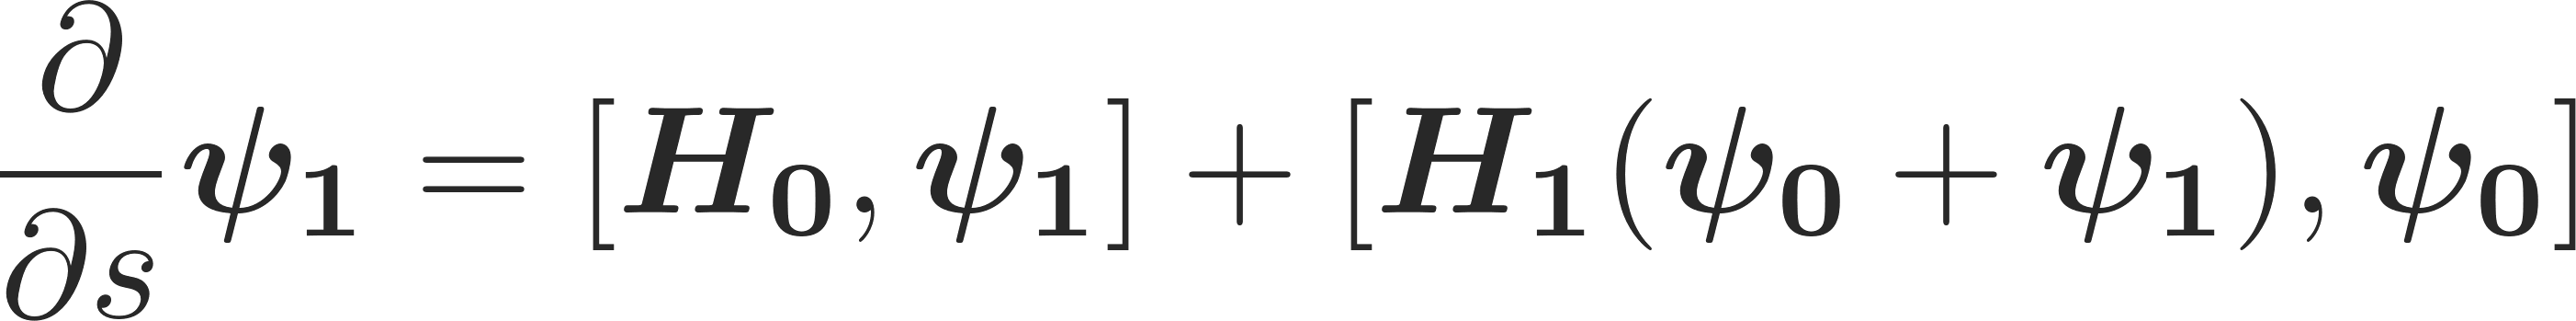 ∂/∂s 𝝍₁ = [𝑯₀, 𝝍₁] + [𝑯₁(𝝍₀ + 𝝍₁), 𝝍₀]